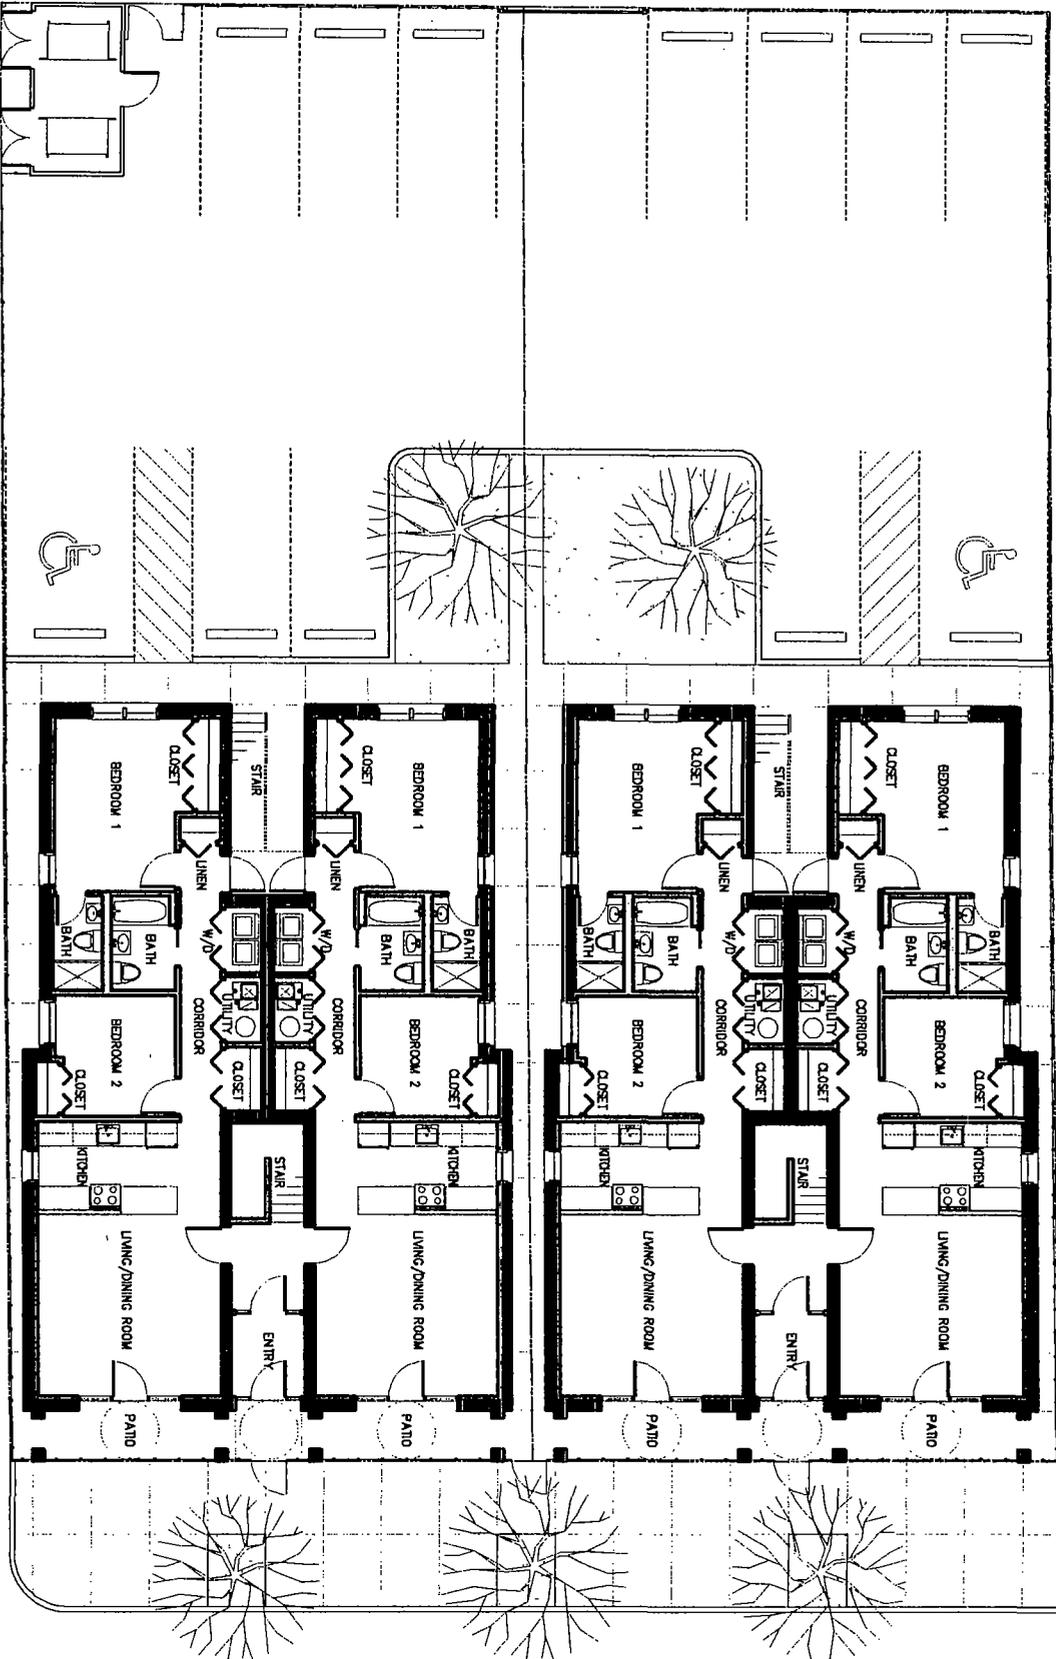 CLOSET
BEDROOM 1
STAIR
CLOSET
BEDROOM 1
LINEN
LINEN
BATH
BATH
W/D
W/D
BATH
BATH
BEDROOM 2
CORRIDOR
UTILITY
UTILITY
CORRIDOR
BEDROOM 2
CLOSET
CLOSET
CLOSET
CLOSET
KITCHEN
STAIR
KITCHEN
LIVING/DINING ROOM
LIVING/DINING ROOM
ENTRY
PATIO
PATIO
BEDROOM 1
CLOSET
STAIR
CLOSET
BEDROOM 1
LINEN
LINEN
BATH
BATH
W/D
W/D
BATH
BATH
BEDROOM 2
CORRIDOR
UTILITY
UTILITY
CORRIDOR
BEDROOM 2
CLOSET
CLOSET
CLOSET
CLOSET
KITCHEN
STAIR
KITCHEN
LIVING/DINING ROOM
LIVING/DINING ROOM
ENTRY
PATIO
PATIO